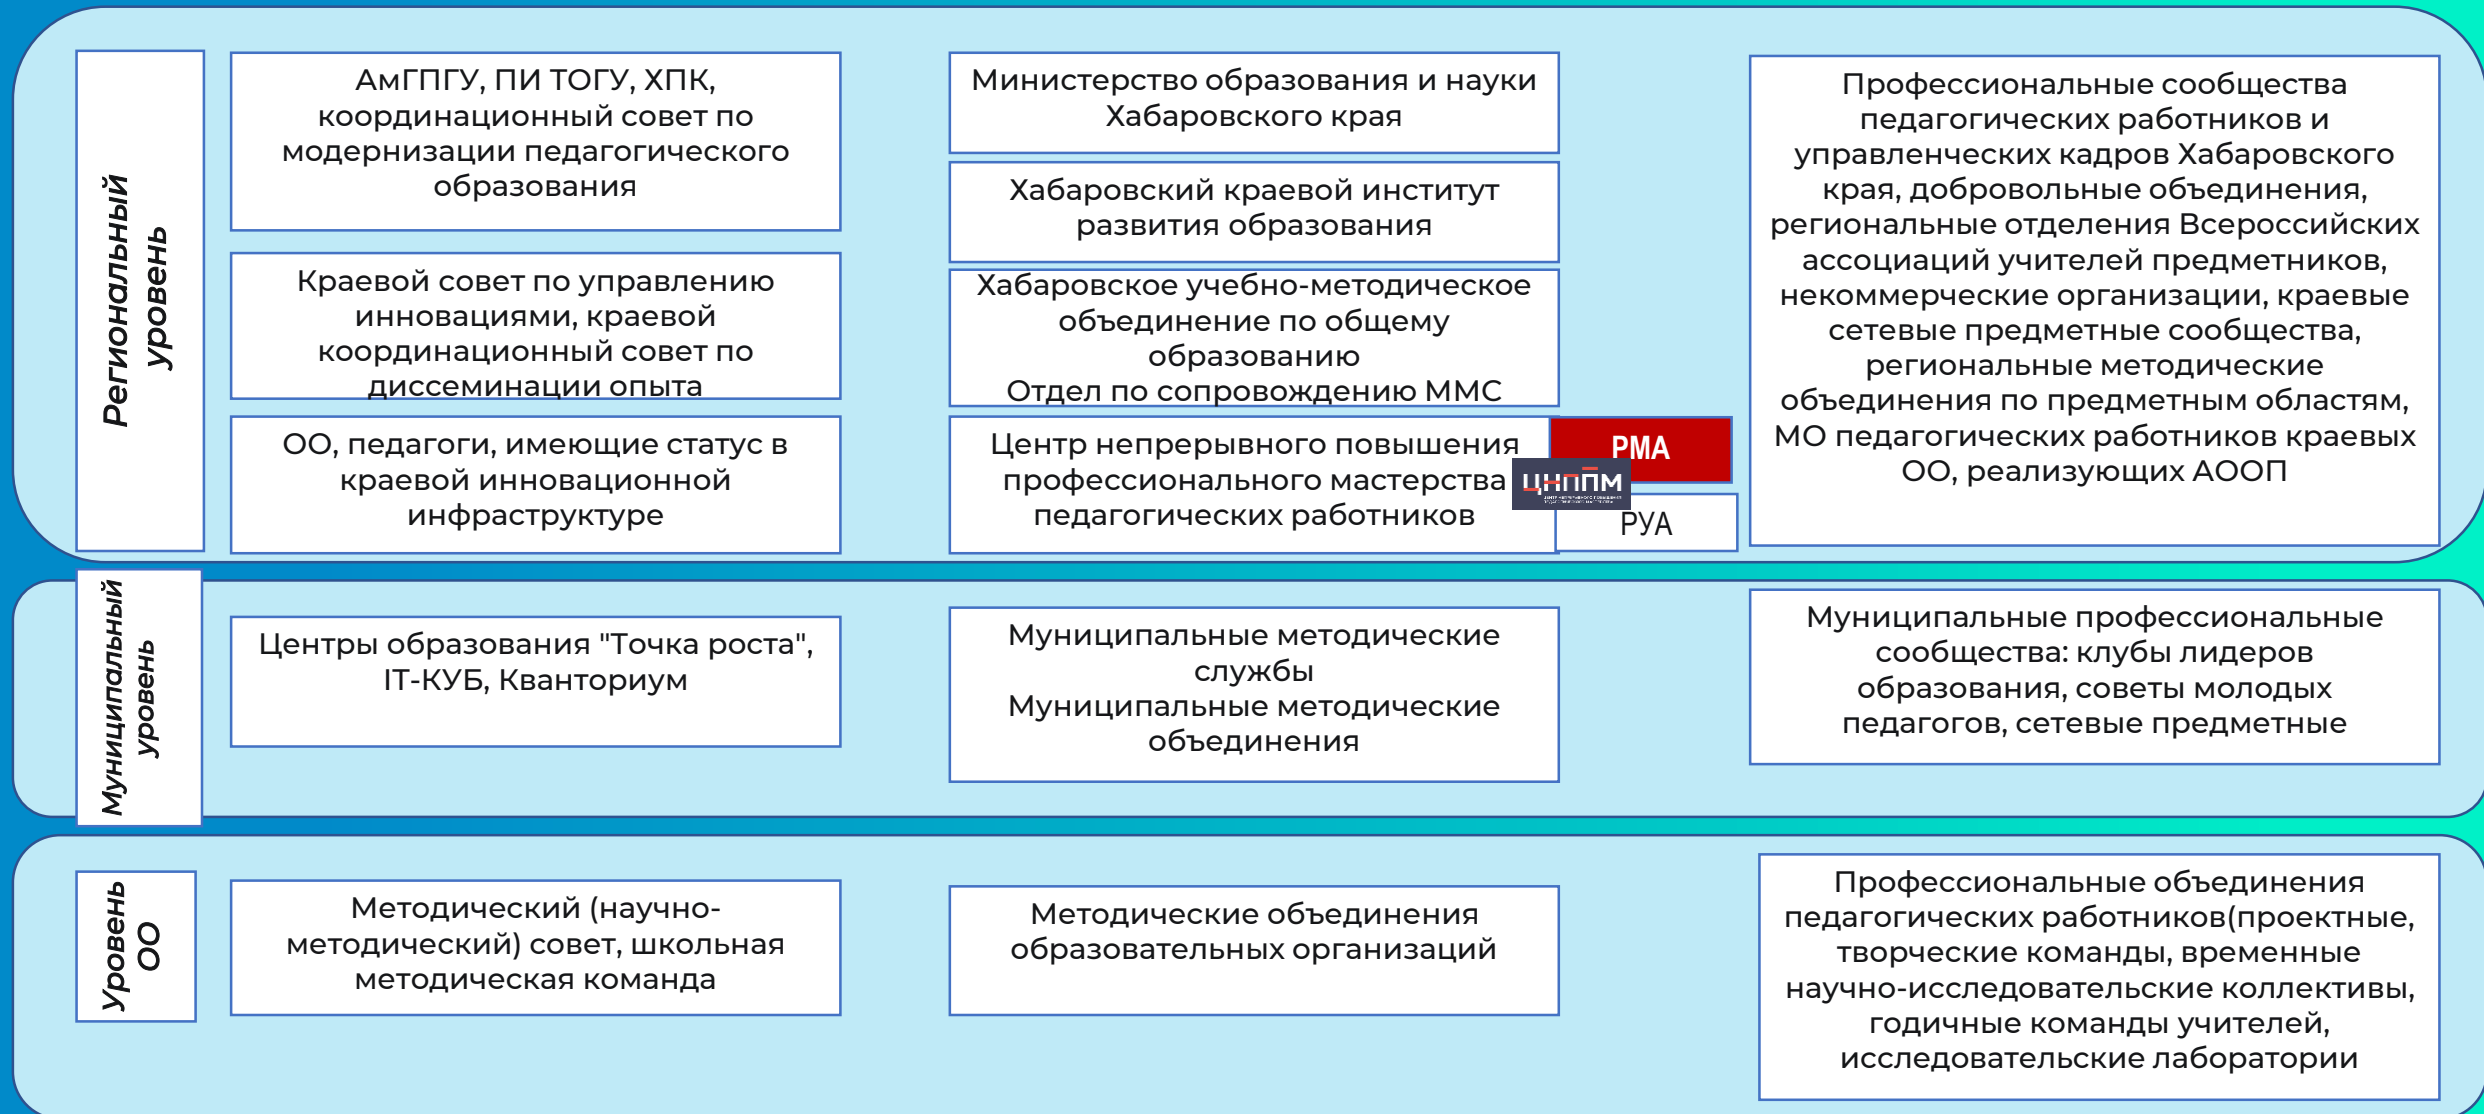 Региональный
уровень
АмГПГУ, ПИ ТОГУ, ХПК,
координационный совет по
модернизации педагогического
образования
Краевой совет по управлению
инновациями, краевой
координационный совет по
диссеминации опыта
ОО, педагоги, имеющие статус в
краевой инновационной
инфраструктуре
Министерство образования и науки
Хабаровского края
Хабаровский краевой институт
развития образования
Хабаровское учебно-методическое
объединение по общему
образованию
Отдел по сопровождению ММС
Центр непрерывного повышения
профессионального мастерства
педагогических работников
РМА
ЦНППМ
РУА
Профессиональные сообщества
педагогических работников и
управленческих кадров Хабаровского
края, добровольные объединения,
региональные отделения Всероссийских
ассоциаций учителей предметников,
некоммерческие организации, краевые
сетевые предметные сообщества,
региональные методические
объединения по предметным областям,
МО педагогических работников краевых
ОО, реализующих АООП
Муниципальный
уровень
Центры образования "Точка роста",
IT-КУБ, Кванториум
Муниципальные методические
службы
Муниципальные методические
объединения
Муниципальные профессиональные
сообщества: клубы лидеров
образования, советы молодых
педагогов, сетевые предметные
Уровень
ОО
Методический (научно-
методический) совет, школьная
методическая команда
Методические объединения
образовательных организаций
Профессиональные объединения
педагогических работников(проектные,
творческие команды, временные
научно-исследовательские коллективы,
годичные команды учителей,
исследовательские лаборатории